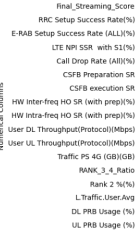 Final_Streaming_Score
RRC Setup Success Rate(%)
E-RAB Setup Success Rate (ALL)(%)
LTE NPI SSR  with S1(%)
Call Drop Rate (All)(%)
CSFB Preparation SR
CSFB execution SR
HW Inter-freq HO SR (with prep)(%)
HW Intra-freq HO SR (with prep)(%)
User DL Throughput(Protocol)(Mbps)
User UL Throughput(Protocol)(Mbps)
Traffic PS 4G (GB)(GB)
RANK_3_4_Ratio
Rank 2 %(%)
L.Traffic.User.Avg
DL PRB Usage (%)
UL PRB Usage (%)
Numerical Columns